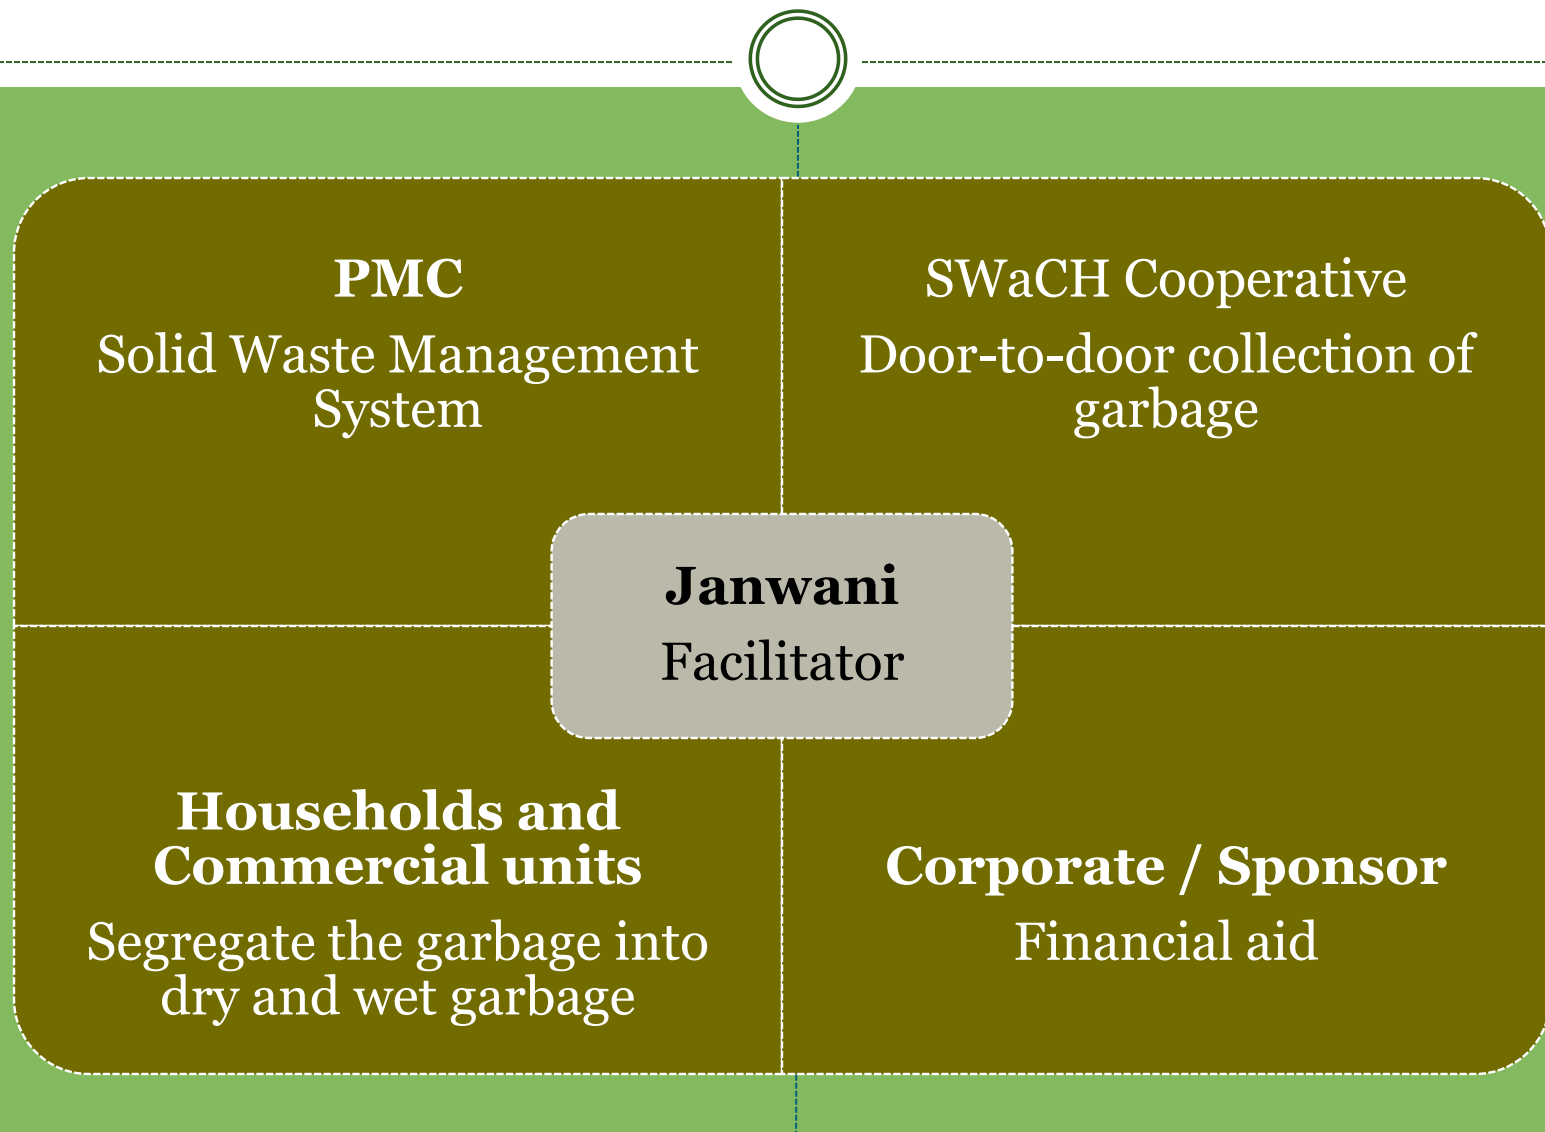 PMC
Solid Waste Management
System
SWaCH Cooperative
Door-to-door collection of
garbage
Janwani
Facilitator
Households and
Commercial units
Segregate the garbage into
dry and wet garbage
Corporate / Sponsor
Financial aid